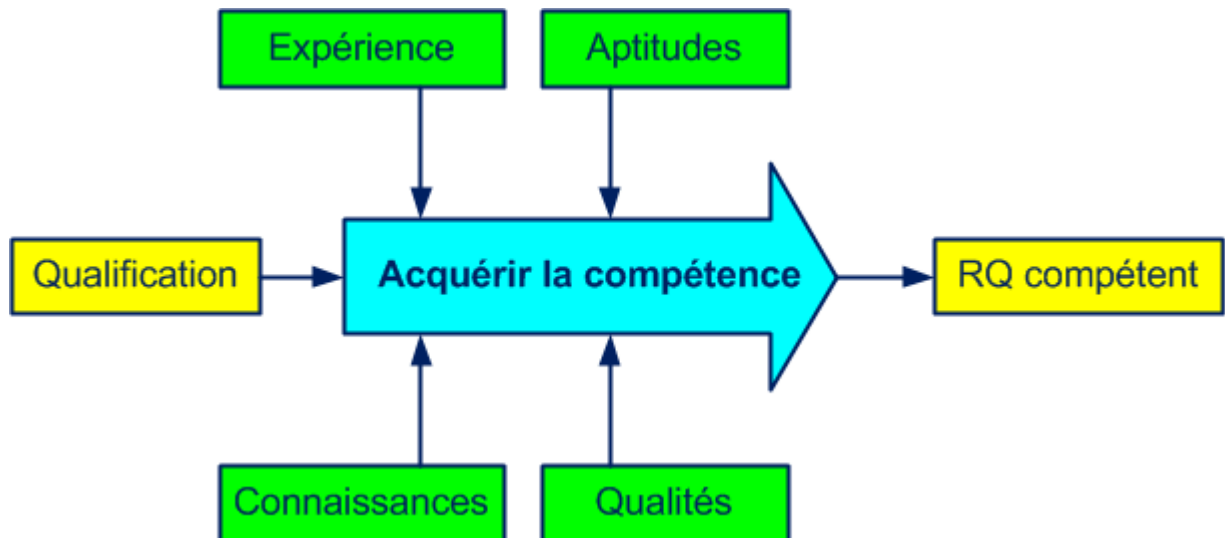 Expérience
Aptitudes
Qualification
Acquérir la compétence
RQ compétent
Connaissances
Qualités